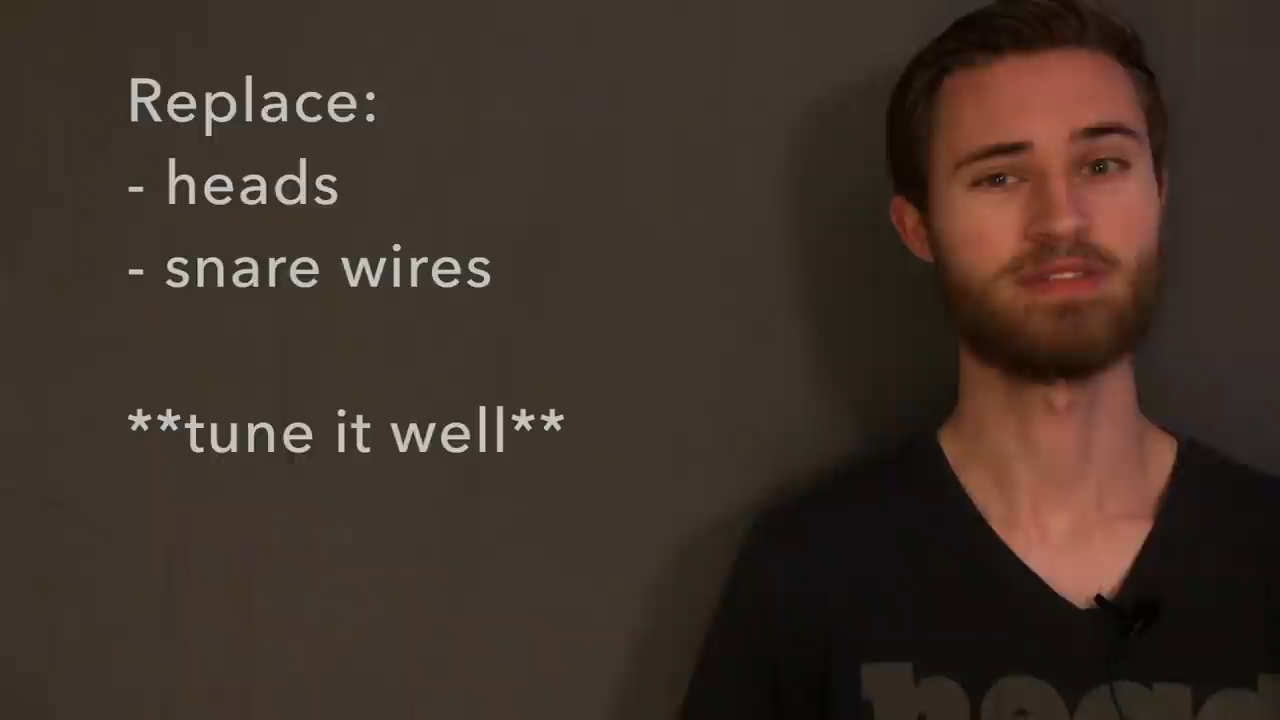 Replace:
- heads
- snare wires
**tune it well**